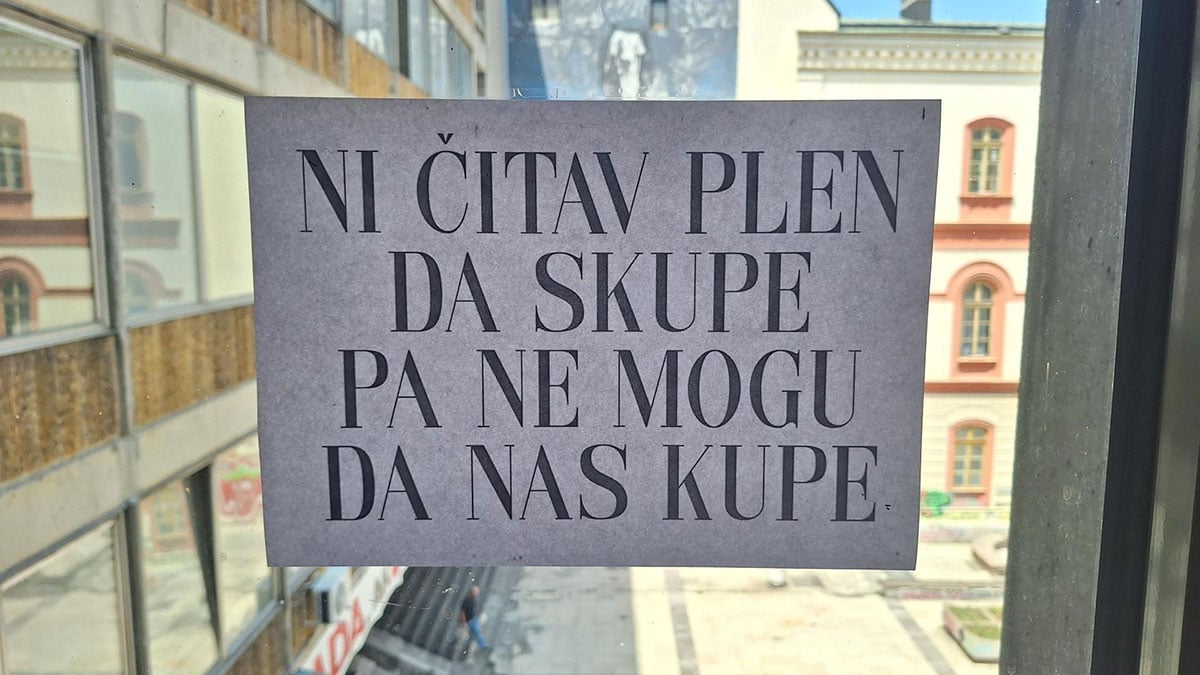 NI ČITAV PLEN
DA SKUPE
PA NE MOGU
DA NAS KUPE.